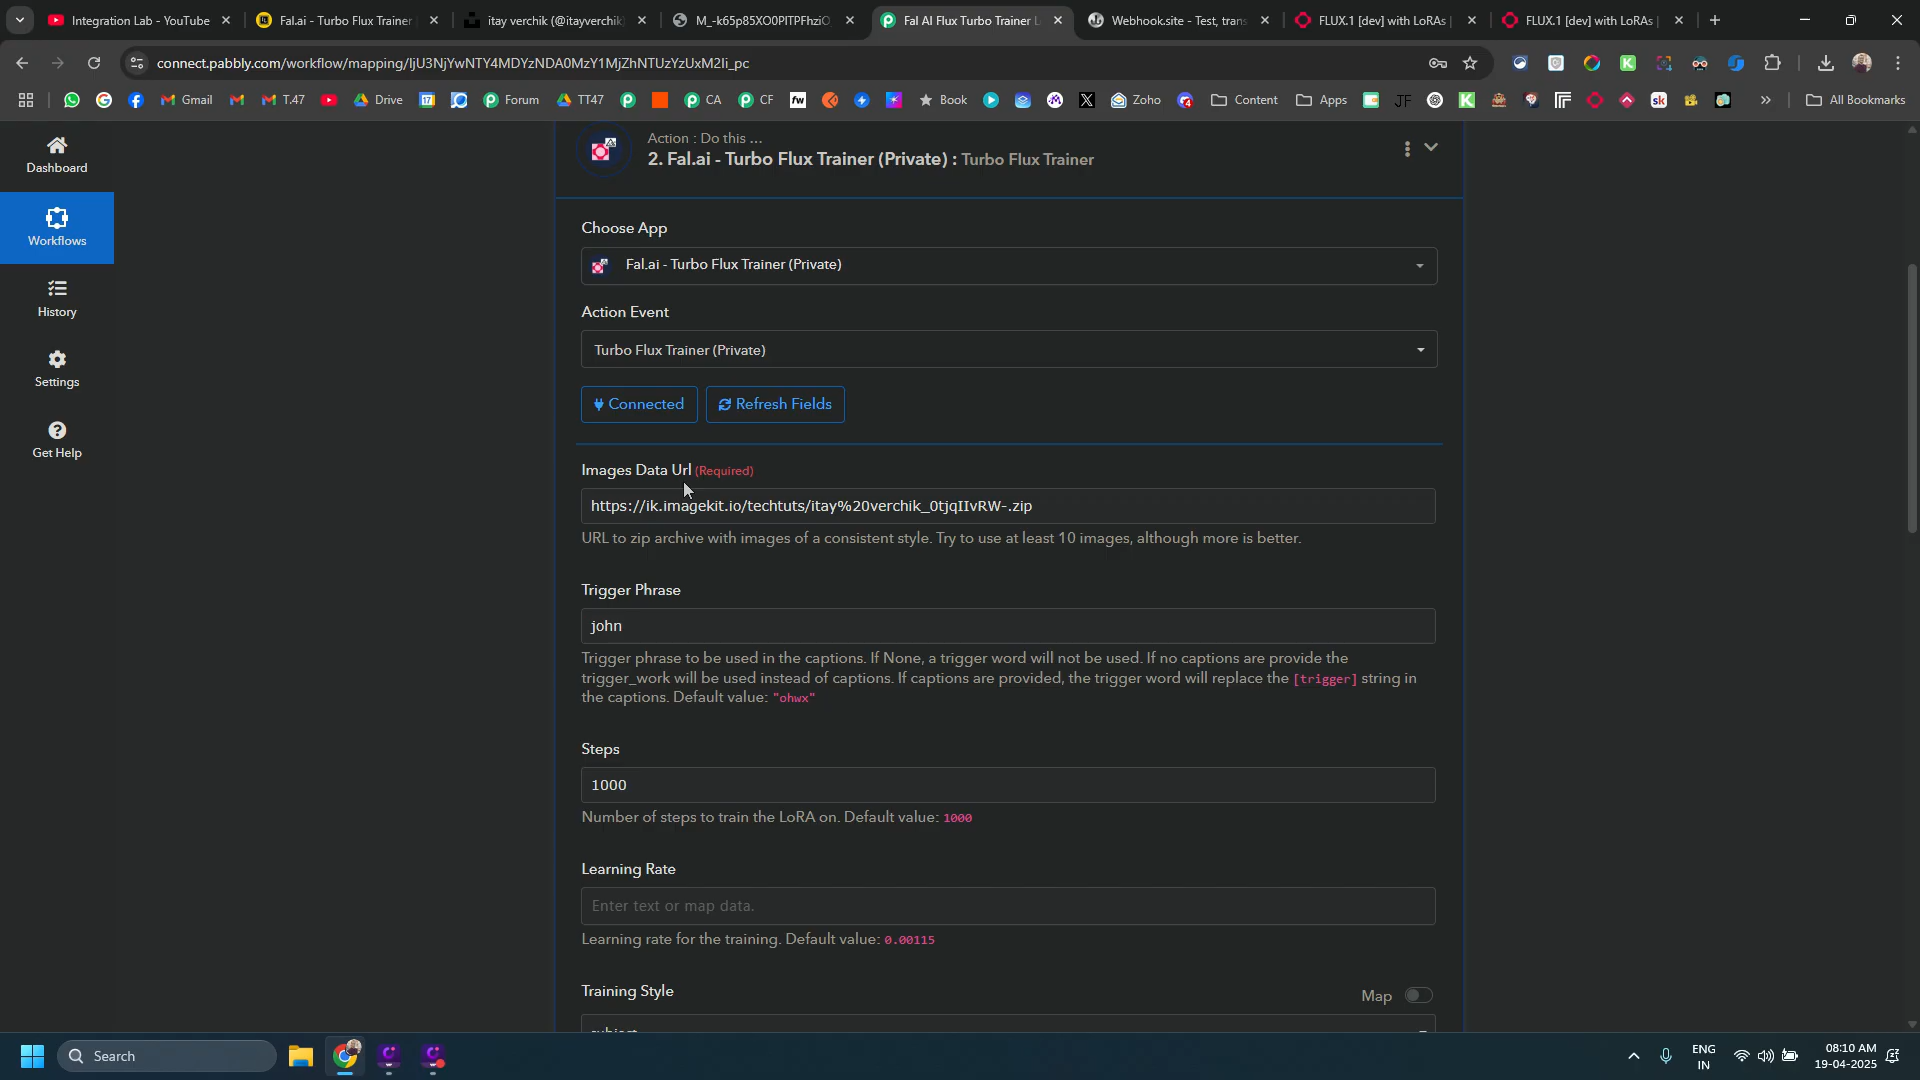 Integration Lab - YouTube
Fal.ai - Turbo Flux Trainer
itay verchik (@itayverchik
M_-k65p85XO0PITPFhziO
Fal AI Flux Turbo Trainer L
Webhook.site - Test, trans
FLUX.1 [dev] with LoRAs |
FLUX.1 [dev] with LoRAs |
connect.pabbly.com/workflow/mapping/IjU3NjYwNTY4MDYzNDA0MzY1MjZhNTUzYzUxM2Ii_pc
Gmail
T.47
Drive
Forum
TT47
CA
CF
fw
Book
Zoho
Content
Apps
JF
sk
All Bookmarks
Dashboard
Workflows
History
Settings
Get Help
Action : Do this ...
2. Fal.ai - Turbo Flux Trainer (Private) : Turbo Flux Trainer
Choose App
Fal.ai - Turbo Flux Trainer (Private)
Action Event
Turbo Flux Trainer (Private)
Connected
Refresh Fields
Images Data Url (Required)
https://ik.imagekit.io/techtuts/itay%20verchik_0tjqIIvRW-.zip
URL to zip archive with images of a consistent style. Try to use at least 10 images, although more is better.
Trigger Phrase
john
Trigger phrase to be used in the captions. If None, a trigger word will not be used. If no captions are provide the
trigger_work will be used instead of captions. If captions are provided, the trigger word will replace the [trigger] string in
the captions. Default value: "ohwx"
Steps
1000
Number of steps to train the LoRA on. Default value: 1000
Learning Rate
Enter text or map data.
Learning rate for the training. Default value: 0.00115
Training Style
Map
subject
Search
ENG
IN
08:10 AM
19-04-2025